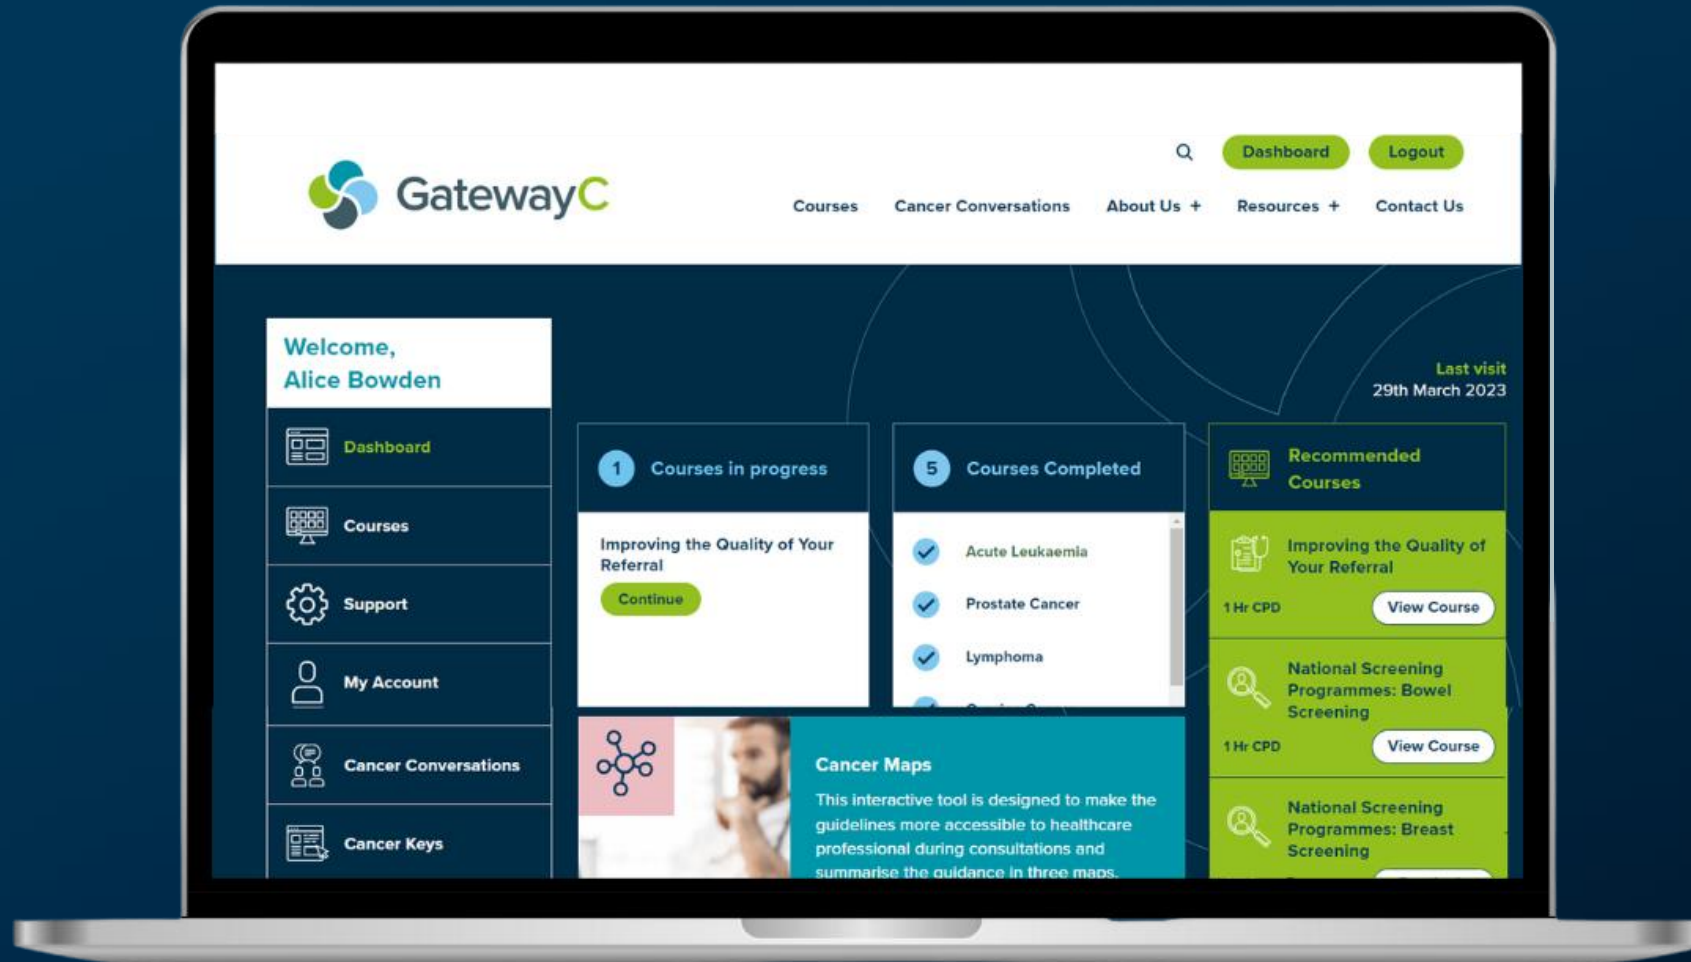 Dashboard
Logout
GatewayC
Courses
Cancer Conversations
About Us +
Resources +
Contact Us
Welcome,
Alice Bowden
Last visit
29th March 2023
Dashboard
Courses
Support
My Account
Cancer Conversations
Cancer Keys
1
Courses in progress
Improving the Quality of Your
Referral
Continue
5
Courses Completed
Acute Leukaemia
Prostate Cancer
Lymphoma
Cancer Maps
This interactive tool is designed to make the
guidelines more accessible to healthcare
professional during consultations and
summarise the guidance in three maps.
Recommended
Courses
Improving the Quality of
Your Referral
1 Hr CPD
View Course
National Screening
Programmes: Bowel
Screening
1 Hr CPD
View Course
National Screening
Programmes: Breast
Screening